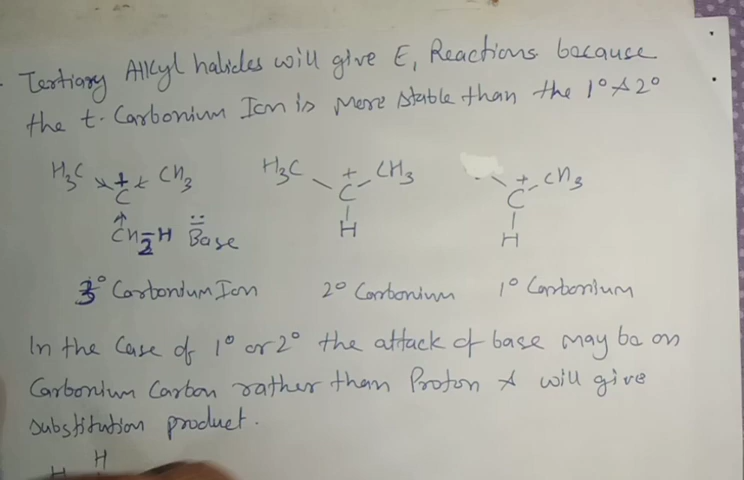 Tertiary Alkyl halides will give E, Reactions because
the t. Carbonium Ion is More stable than the 1° & 2°
H₃C + CH₃ H₃C + CH₃ + CH₃
C C C
CH₂-H Base H H
3° Carbonium Ion 2° Carbonium 1° Carbonium
In the Case of 1° or 2° the attack of base may be on
Carbonium Carbon rather than Proton & will give
substitution product.
H H